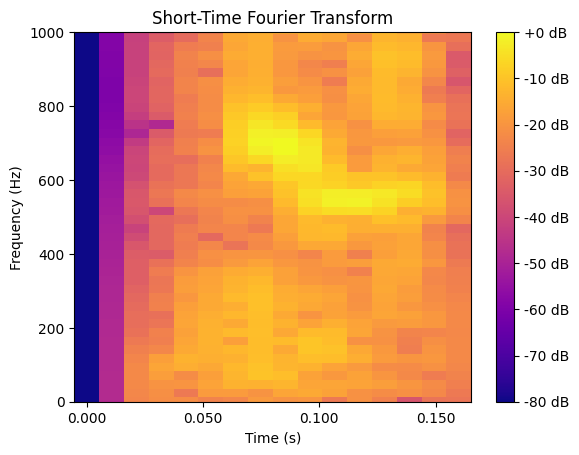 Short-Time Fourier Transform
1000
800
600
400
200
0
Frequency (Hz)
0.000
0.050
0.100
0.150
Time (s)
+0 dB
-10 dB
-20 dB
-30 dB
-40 dB
-50 dB
-60 dB
-70 dB
-80 dB